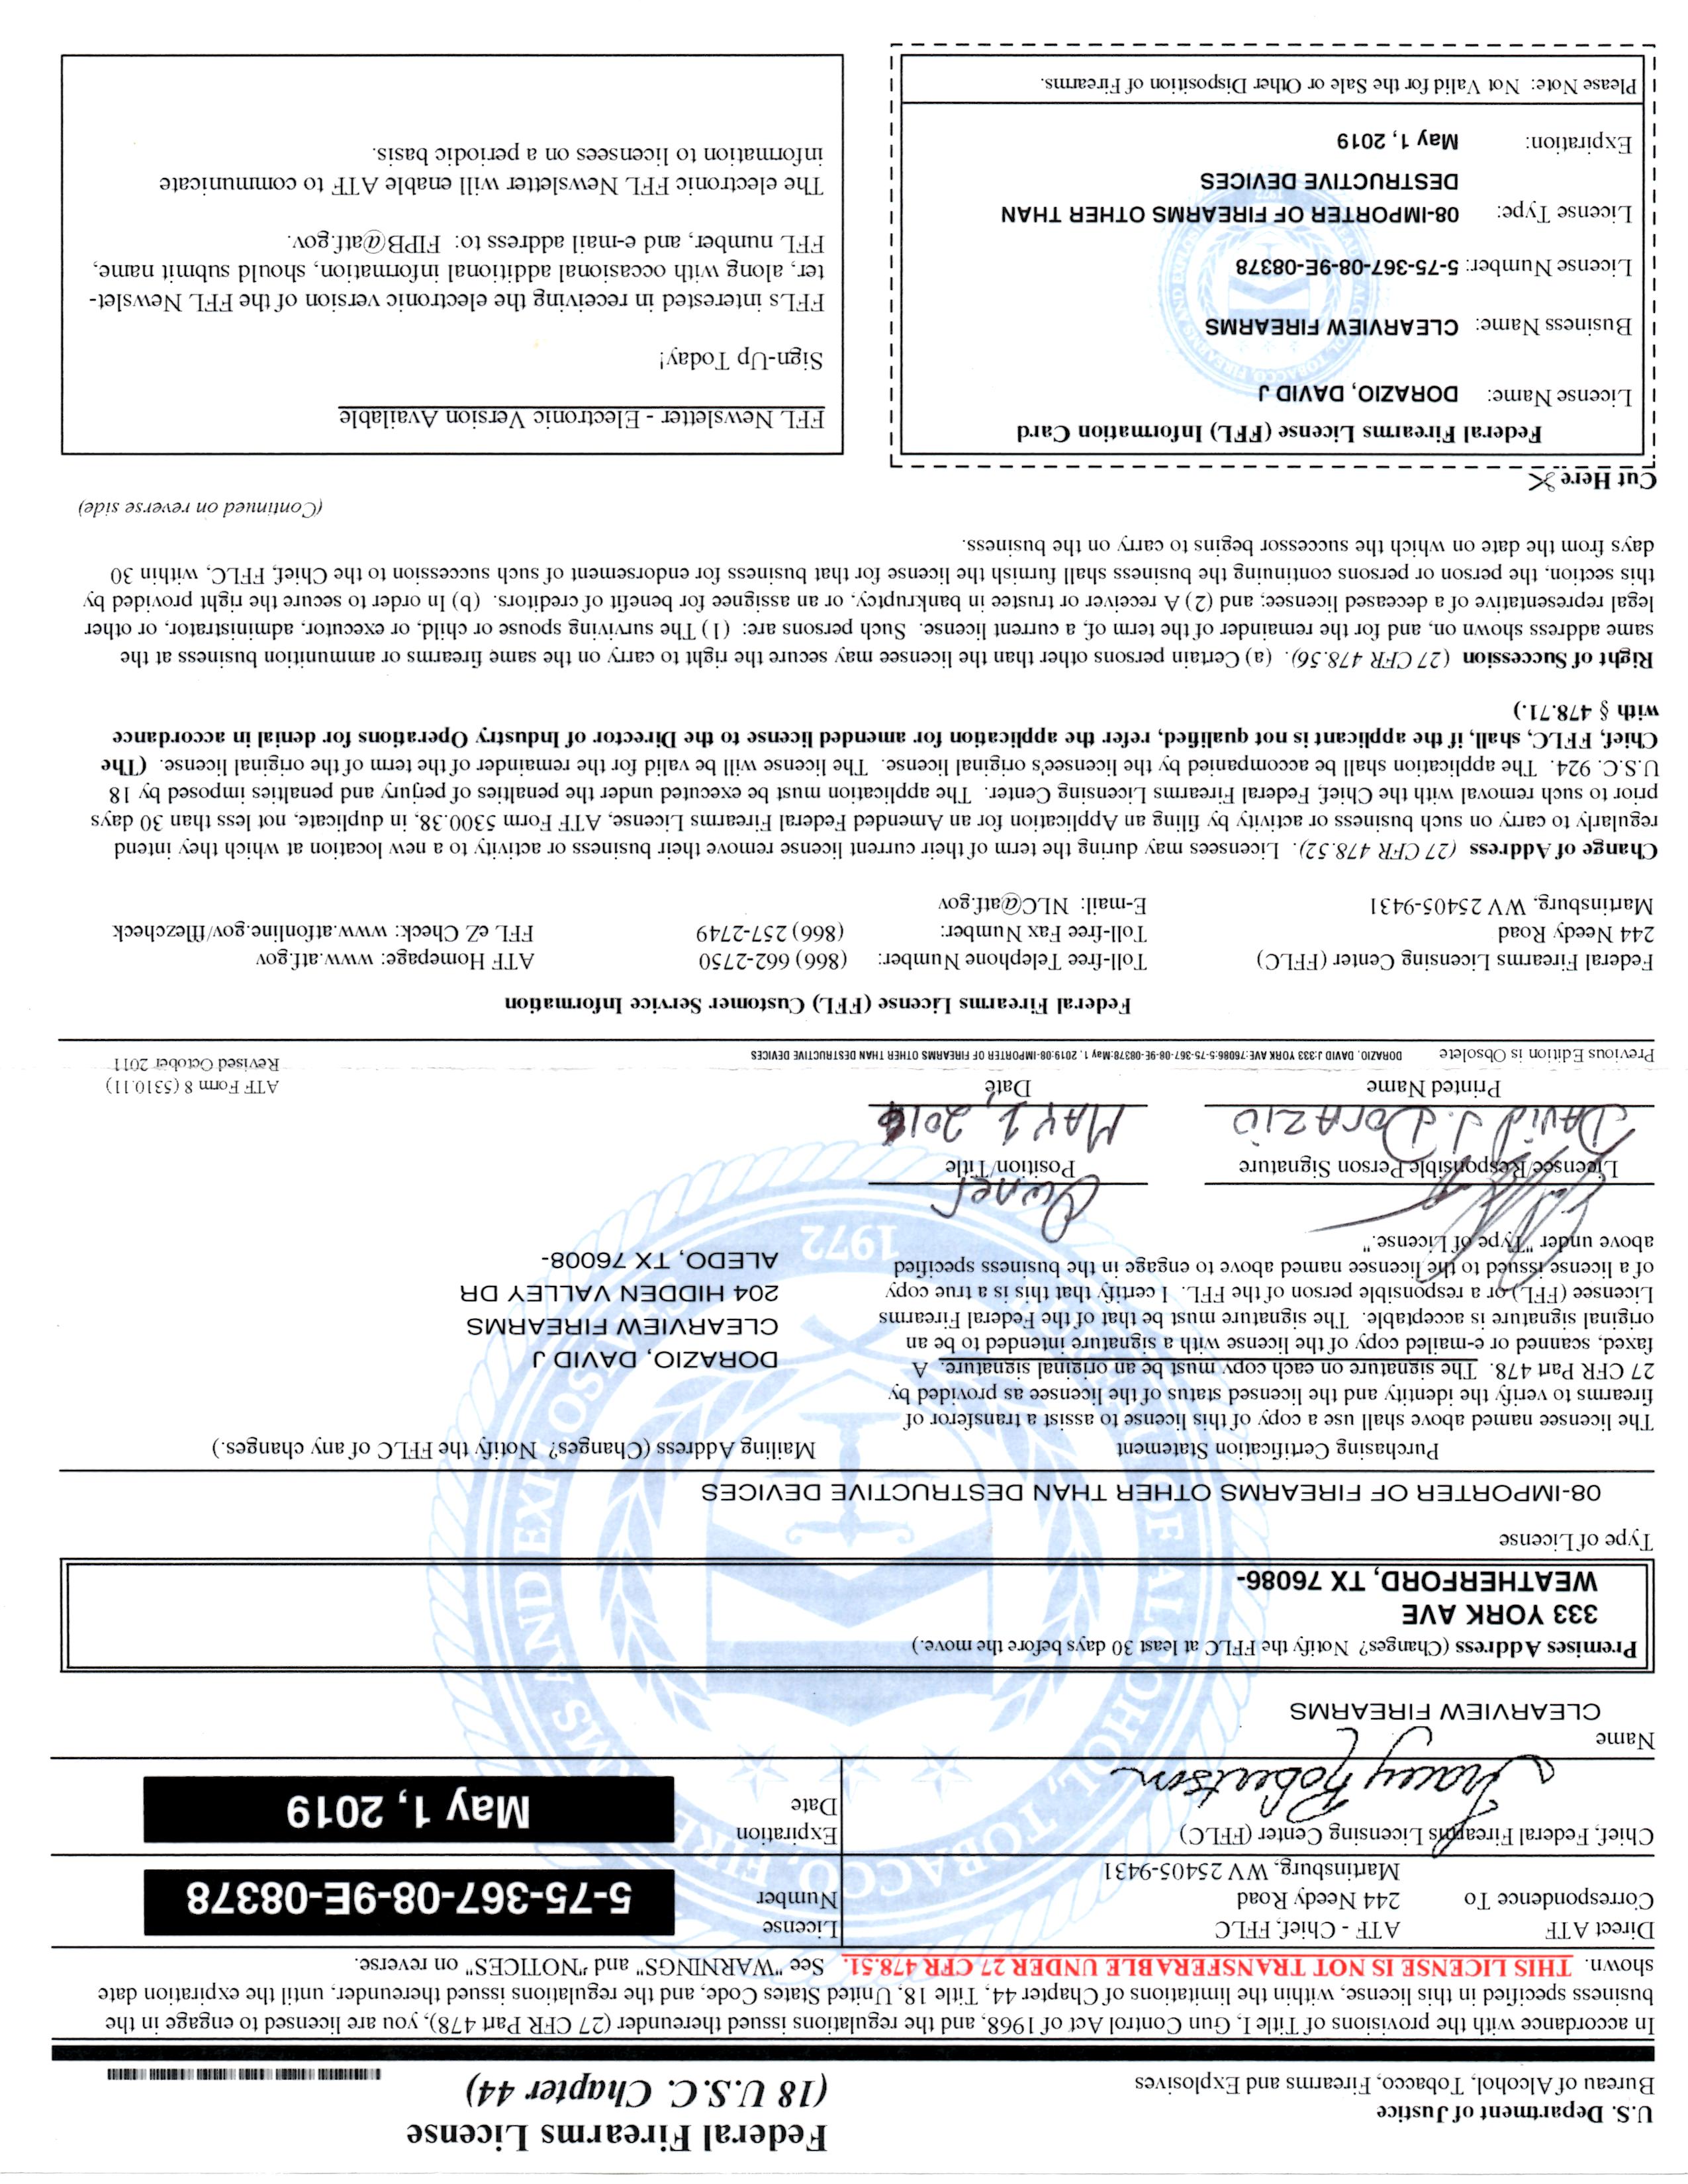 U.S. Department of Justice
Bureau of Alcohol, Tobacco, Firearms and Explosives
Federal Firearms License
(18 U.S.C. Chapter 44)
In accordance with the provisions of Title I, Gun Control Act of 1968, and the regulations issued thereunder (27 CFR Part 478), you are licensed to engage in the
business specified in this license, within the limitations of Chapter 44, Title 18, United States Code, and the regulations issued thereunder, until the expiration date
shown. THIS LICENSE IS NOT TRANSFERABLE UNDER 27 CFR 478.51. See "WARNINGS" and "NOTICES" on reverse.
Direct ATF
Correspondence To
ATF - Chief, FFLC
244 Needy Road
Martinsburg, WV 25405-9431
License
Number
5-75-367-08-9E-08378
Chief, Federal Firearms Licensing Center (FFLC)
Tracey Robertson
Expiration
Date
May 1, 2019
Name
CLEARVIEW FIREARMS
Premises Address (Changes? Notify the FFLC at least 30 days before the move.)
333 YORK AVE
WEATHERFORD, TX 76086-
Type of License
08-IMPORTER OF FIREARMS OTHER THAN DESTRUCTIVE DEVICES
Purchasing Certification Statement
The licensee named above shall use a copy of this license to assist a transferor of
firearms to verify the identity and the licensed status of the licensee as provided by
27 CFR Part 478. The signature on each copy must be an original signature. A
faxed, scanned or e-mailed copy of the license with a signature intended to be an
original signature is acceptable. The signature must be that of the Federal Firearms
Licensee (FFL) or a responsible person of the FFL. I certify that this is a true copy
of a license issued to the licensee named above to engage in the business specified
above under "Type of License."
Mailing Address (Changes? Notify the FFLC of any changes.)
DORAZIO, DAVID J
CLEARVIEW FIREARMS
204 HIDDEN VALLEY DR
ALEDO, TX 76008-
1972
Owner
Licensee/Responsible Person Signature
Position/Title
David J. Dorazio
MAY 1, 2016
Printed Name
Date
ATF Form 8 (5310.11)
Revised October 2011
Previous Edition is Obsolete
DORAZIO, DAVID J:333 YORK AVE:76086:5-75-367-08-9E-08378:May 1, 2019:08-IMPORTER OF FIREARMS OTHER THAN DESTRUCTIVE DEVICES
Federal Firearms License (FFL) Customer Service Information
Federal Firearms Licensing Center (FFLC)
244 Needy Road
Martinsburg, WV 25405-9431
Toll-free Telephone Number: (866) 662-2750
Toll-free Fax Number: (866) 257-2749
E-mail: NLC@atf.gov
ATF Homepage: www.atf.gov
FFL eZ Check: www.atfonline.gov/fflezcheck
Change of Address (27 CFR 478.52). Licensees may during the term of their current license remove their business or activity to a new location at which they intend
regularly to carry on such business or activity by filing an Application for an Amended Federal Firearms License, ATF Form 5300.38, in duplicate, not less than 30 days
prior to such removal with the Chief, Federal Firearms Licensing Center. The application must be executed under the penalties of perjury and penalties imposed by 18
U.S.C. 924. The application shall be accompanied by the licensee's original license. The license will be valid for the remainder of the term of the original license. (The
Chief, FFLC, shall, if the applicant is not qualified, refer the application for amended license to the Director of Industry Operations for denial in accordance
with § 478.71.)
Right of Succession (27 CFR 478.56). (a) Certain persons other than the licensee may secure the right to carry on the same firearms or ammunition business at the
same address shown on, and for the remainder of the term of, a current license. Such persons are: (1) The surviving spouse or child, or executor, administrator, or other
legal representative of a deceased licensee; and (2) A receiver or trustee in bankruptcy, or an assignee for benefit of creditors. (b) In order to secure the right provided by
this section, the person or persons continuing the business shall furnish the license for that business for endorsement of such succession to the Chief, FFLC, within 30
days from the date on which the successor begins to carry on the business.
(Continued on reverse side)
Cut Here
Federal Firearms License (FFL) Information Card
License Name: DORAZIO, DAVID J
Business Name: CLEARVIEW FIREARMS
License Number: 5-75-367-08-9E-08378
License Type: 08-IMPORTER OF FIREARMS OTHER THAN
DESTRUCTIVE DEVICES
Expiration: May 1, 2019
Please Note: Not Valid for the Sale or Other Disposition of Firearms.
FFL Newsletter - Electronic Version Available
Sign-Up Today!
FFLs interested in receiving the electronic version of the FFL Newslet-
ter, along with occasional additional information, should submit name,
FFL number, and e-mail address to: FIPB@atf.gov.
The electronic FFL Newsletter will enable ATF to communicate
information to licensees on a periodic basis.